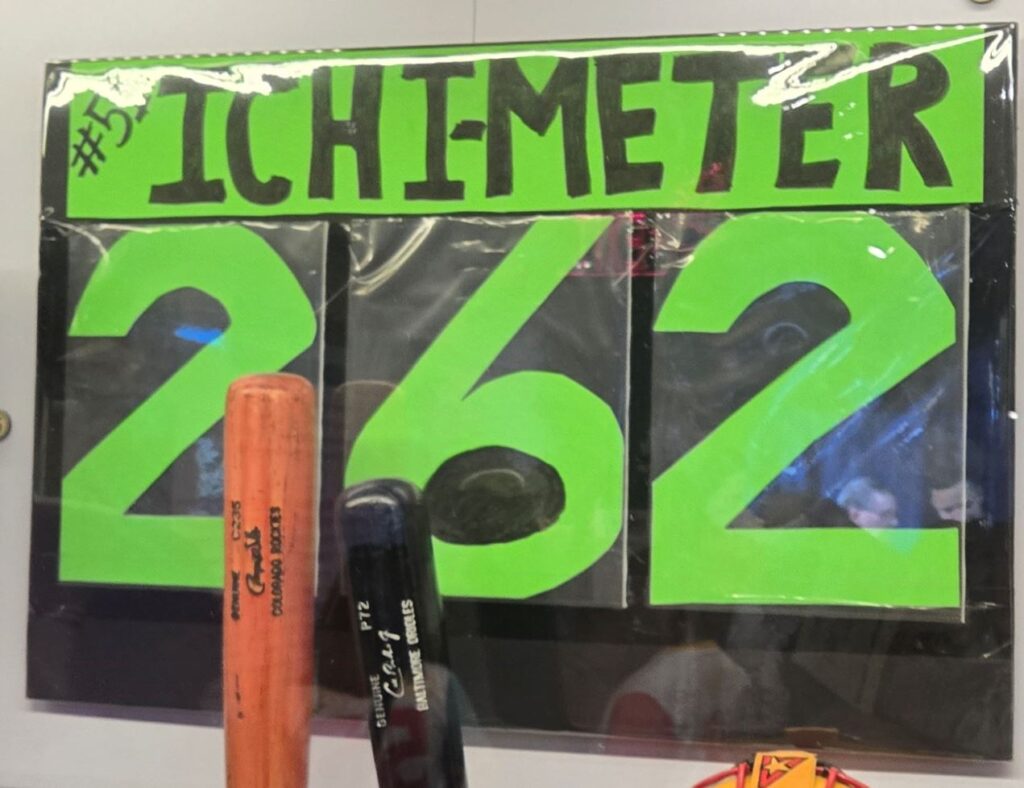 #51 ICHI-METER
262
GENUINE C235
COLORADO ROCKIES
GENUINE P72
BALTIMORE ORIOLES